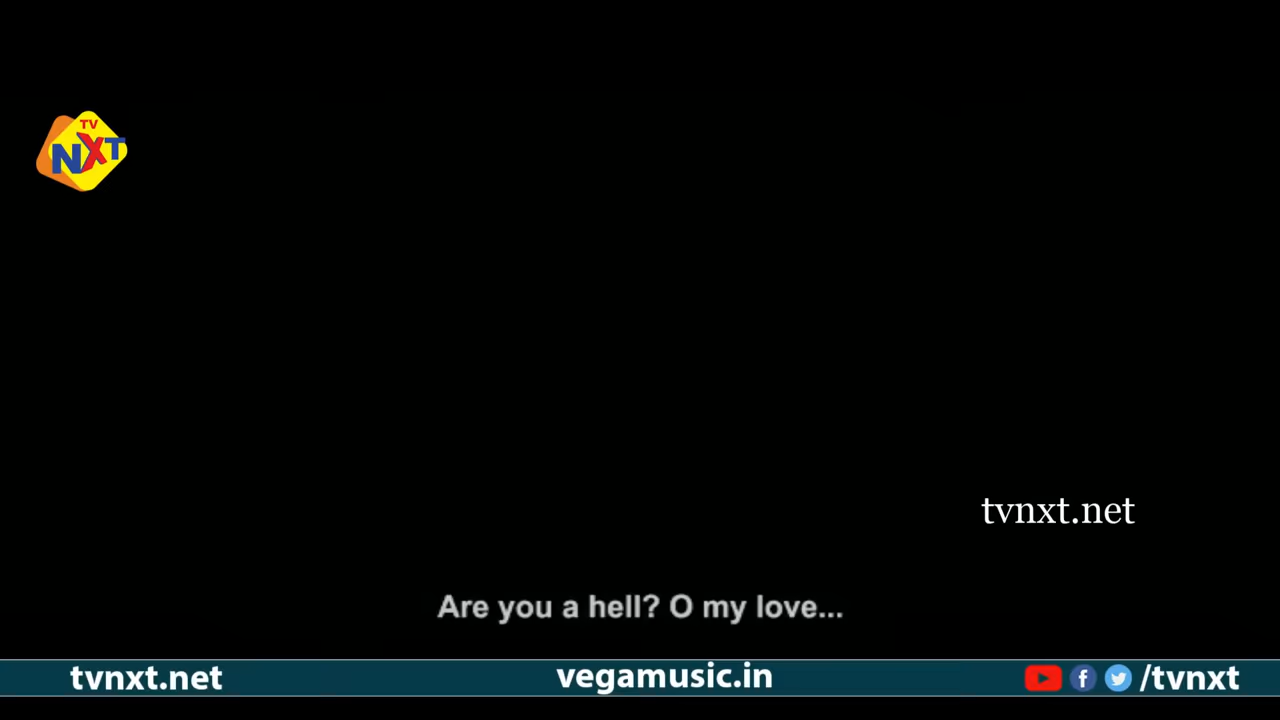 TV
NXT
tvnxt.net
Are you a hell? O my love...
tvnxt.net
vegamusic.in
/tvnxt